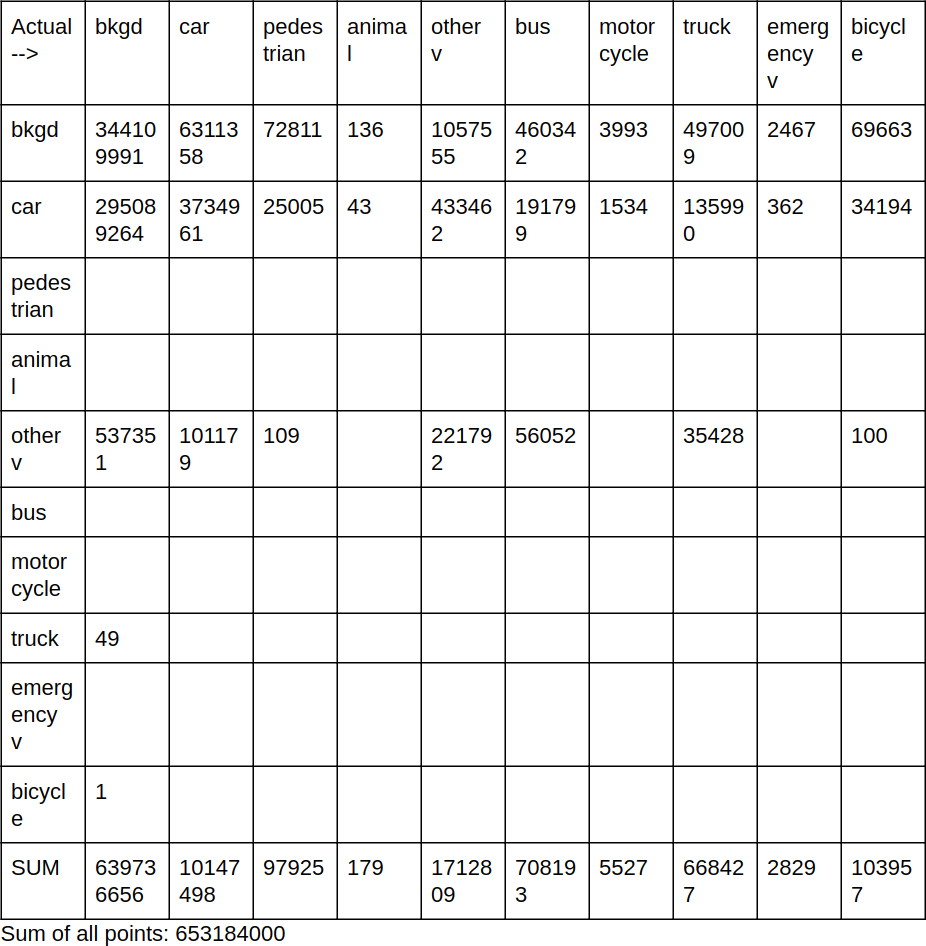 Actual --> bkgd car pedestrian animal other v bus motorcycle truck emergency v bicycle
bkgd 344109991 6311358 72811 136 1057555 460342 3993 497009 2467 69663
car 295089264 3734961 25005 43 433462 191799 1534 135990 362 34194
pedestrian
animal
other v 537351 101179 109 221792 56052 35428 100
bus
motorcycle
truck 49
emergency v
bicycle 1
SUM 639736656 10147498 97925 179 1712809 708193 5527 668427 2829 103957
Sum of all points: 653184000